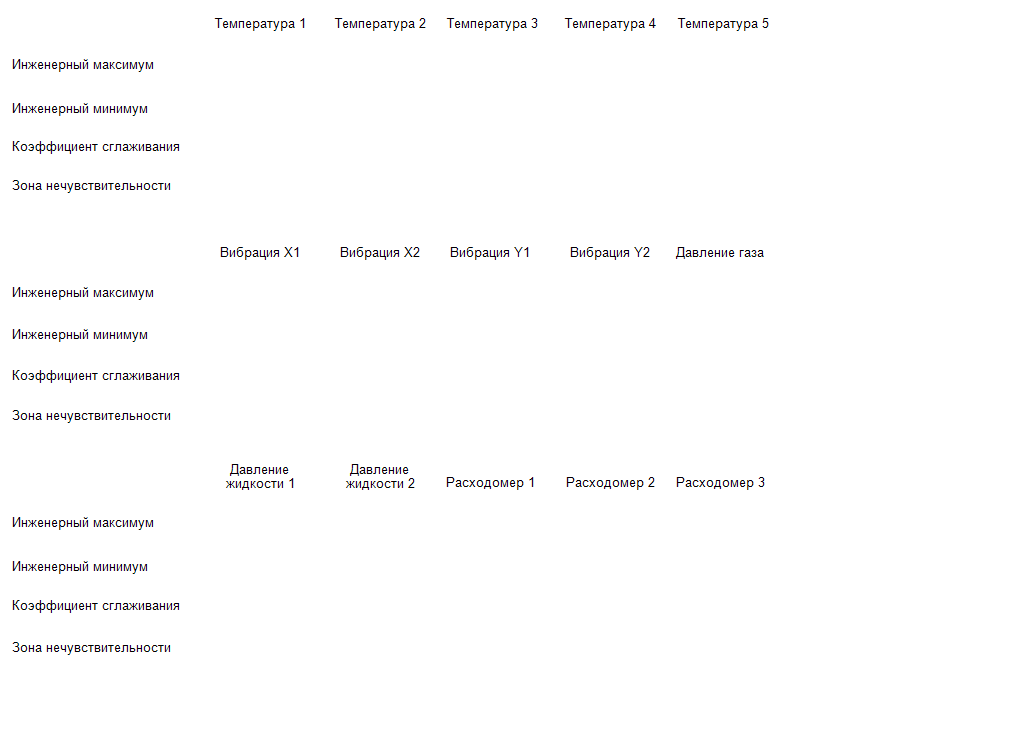 Температура 1 Температура 2 Температура 3 Температура 4 Температура 5
Инженерный максимум
Инженерный минимум
Коэффициент сглаживания
Зона нечувствительности
Вибрация X1 Вибрация X2 Вибрация Y1 Вибрация Y2 Давление газа
Инженерный максимум
Инженерный минимум
Коэффициент сглаживания
Зона нечувствительности
Давление Давление
жидкости 1 жидкости 2 Расходомер 1 Расходомер 2 Расходомер 3
Инженерный максимум
Инженерный минимум
Коэффициент сглаживания
Зона нечувствительности